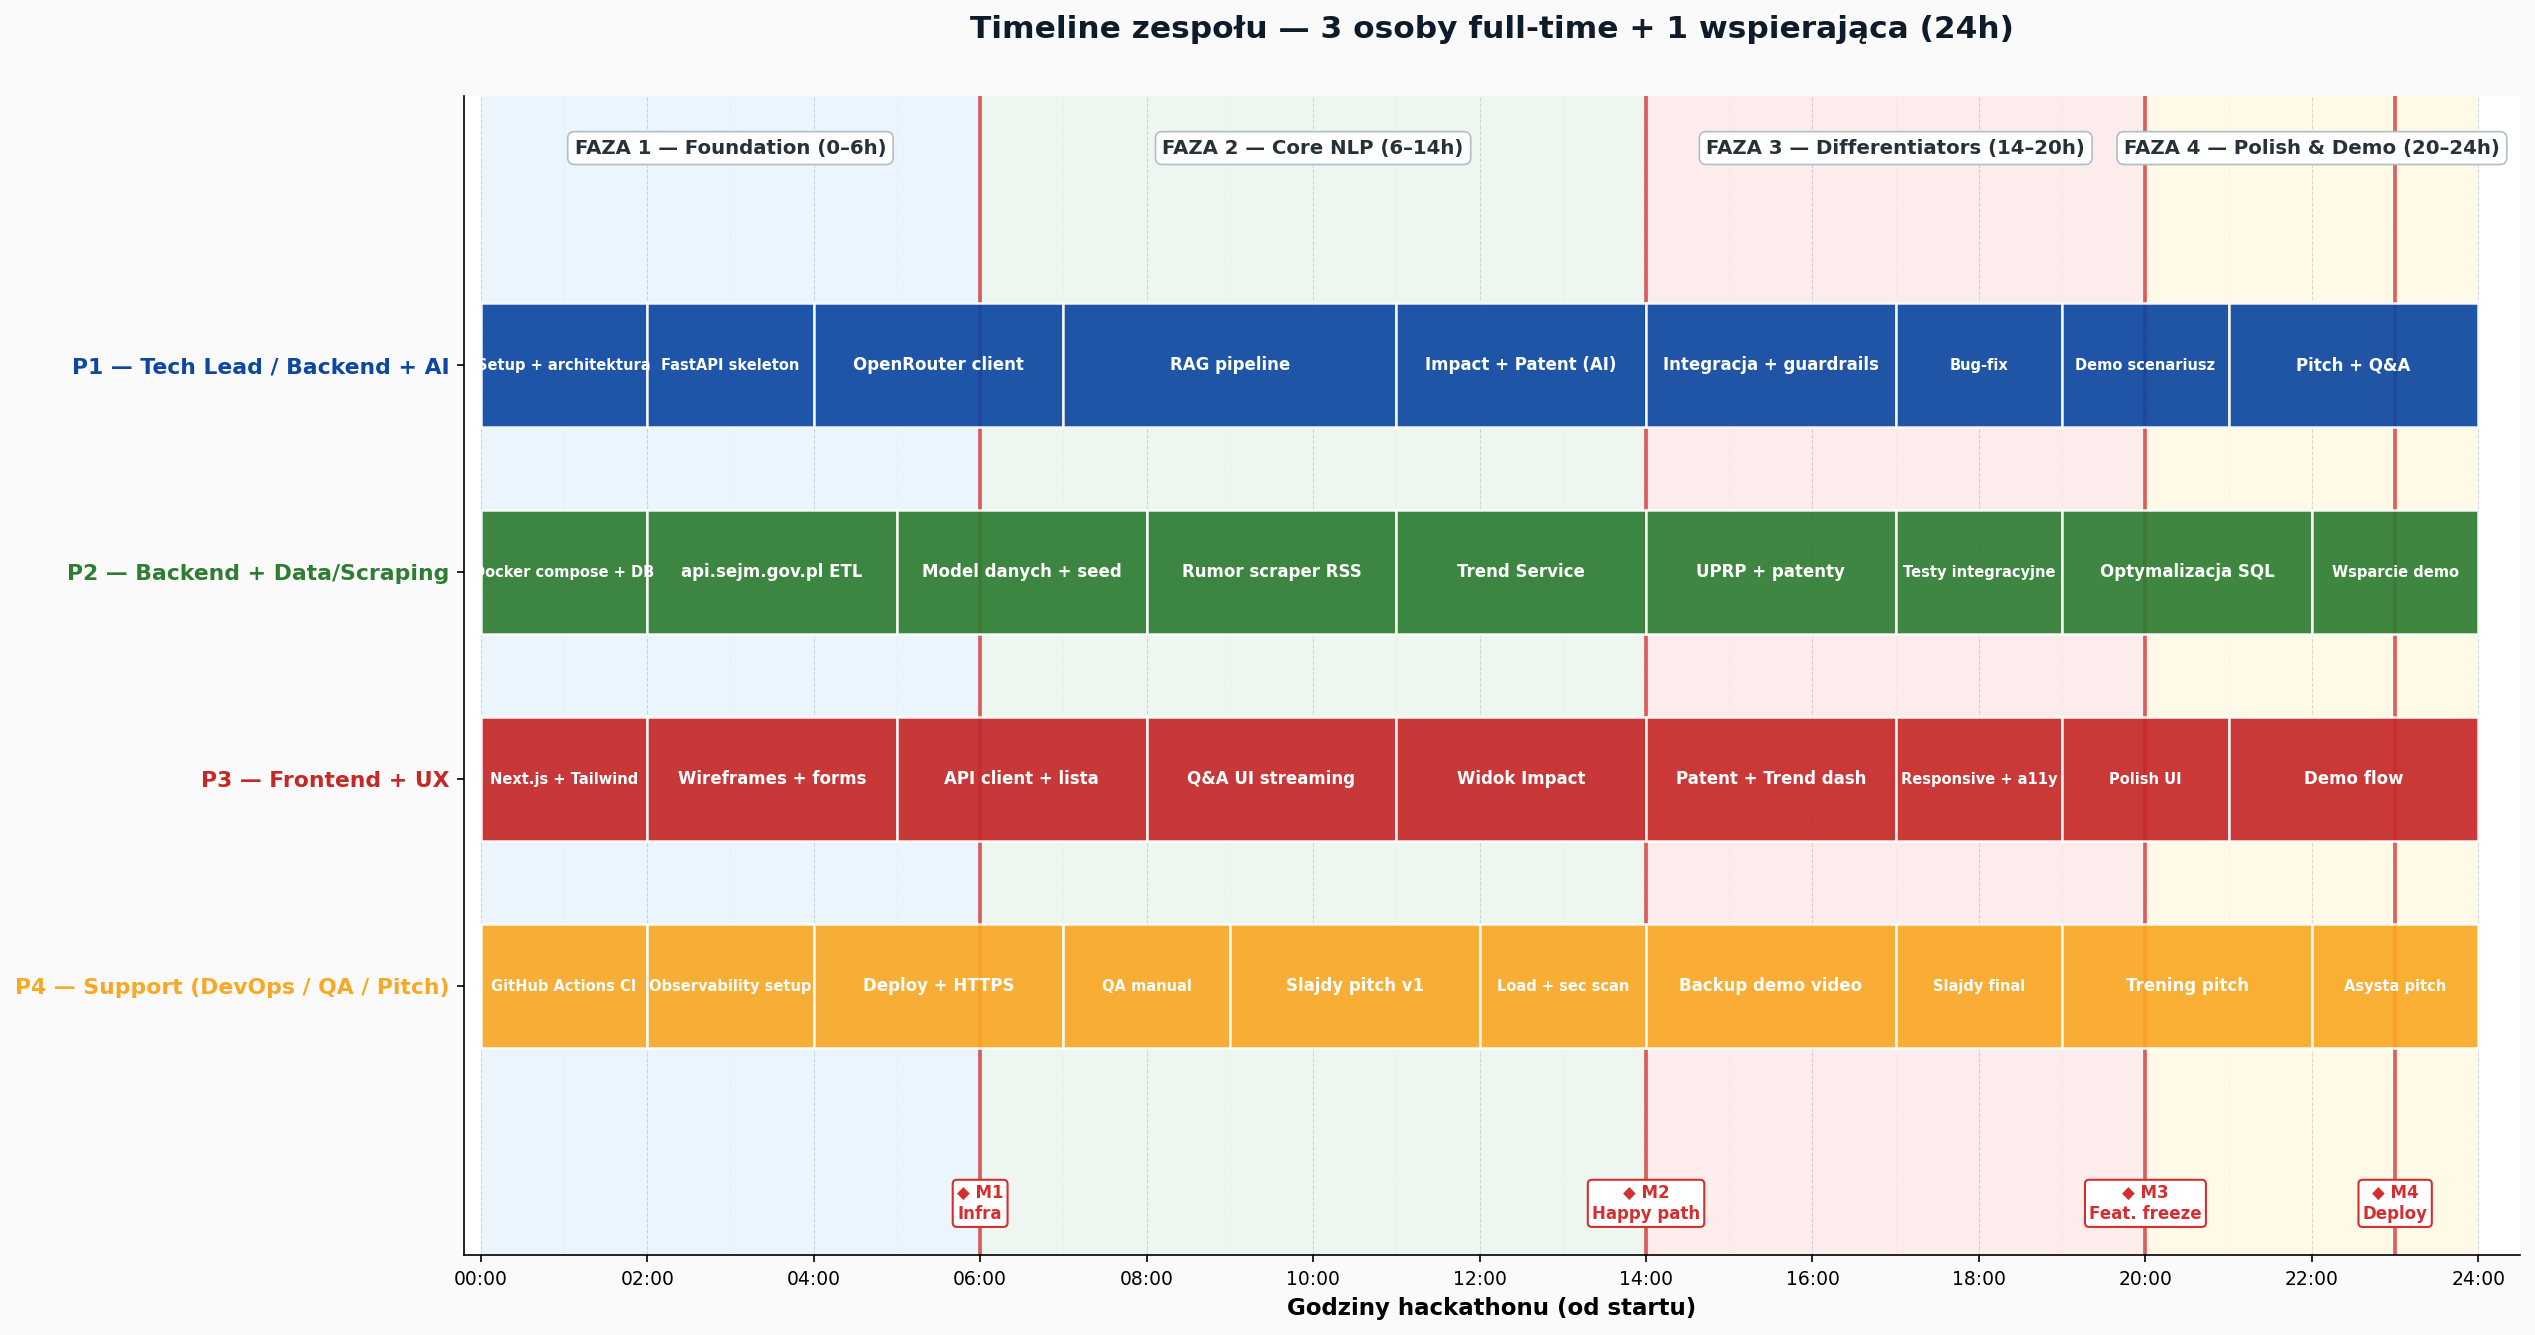 Timeline zespołu — 3 osoby full-time + 1 wspierająca (24h)
FAZA 1 — Foundation (0–6h)
FAZA 2 — Core NLP (6–14h)
FAZA 3 — Differentiators (14–20h)
FAZA 4 — Polish & Demo (20–24h)
P1 — Tech Lead / Backend + AI
Setup + architektura
FastAPI skeleton
OpenRouter client
RAG pipeline
Impact + Patent (AI)
Integracja + guardrails
Bug-fix
Demo scenariusz
Pitch + Q&A
P2 — Backend + Data/Scraping
Docker compose + DB
api.sejm.gov.pl ETL
Model danych + seed
Rumor scraper RSS
Trend Service
UPRP + patenty
Testy integracyjne
Optymalizacja SQL
Wsparcie demo
P3 — Frontend + UX
Next.js + Tailwind
Wireframes + forms
API client + lista
Q&A UI streaming
Widok Impact
Patent + Trend dash
Responsive + a11y
Polish UI
Demo flow
P4 — Support (DevOps / QA / Pitch)
GitHub Actions CI
Observability setup
Deploy + HTTPS
QA manual
Slajdy pitch v1
Load + sec scan
Backup demo video
Slajdy final
Trening pitch
Asysta pitch
◆ M1
Infra
◆ M2
Happy path
◆ M3
Feat. freeze
◆ M4
Deploy
00:00
02:00
04:00
06:00
08:00
10:00
12:00
14:00
16:00
18:00
20:00
22:00
24:00
Godziny hackathonu (od startu)